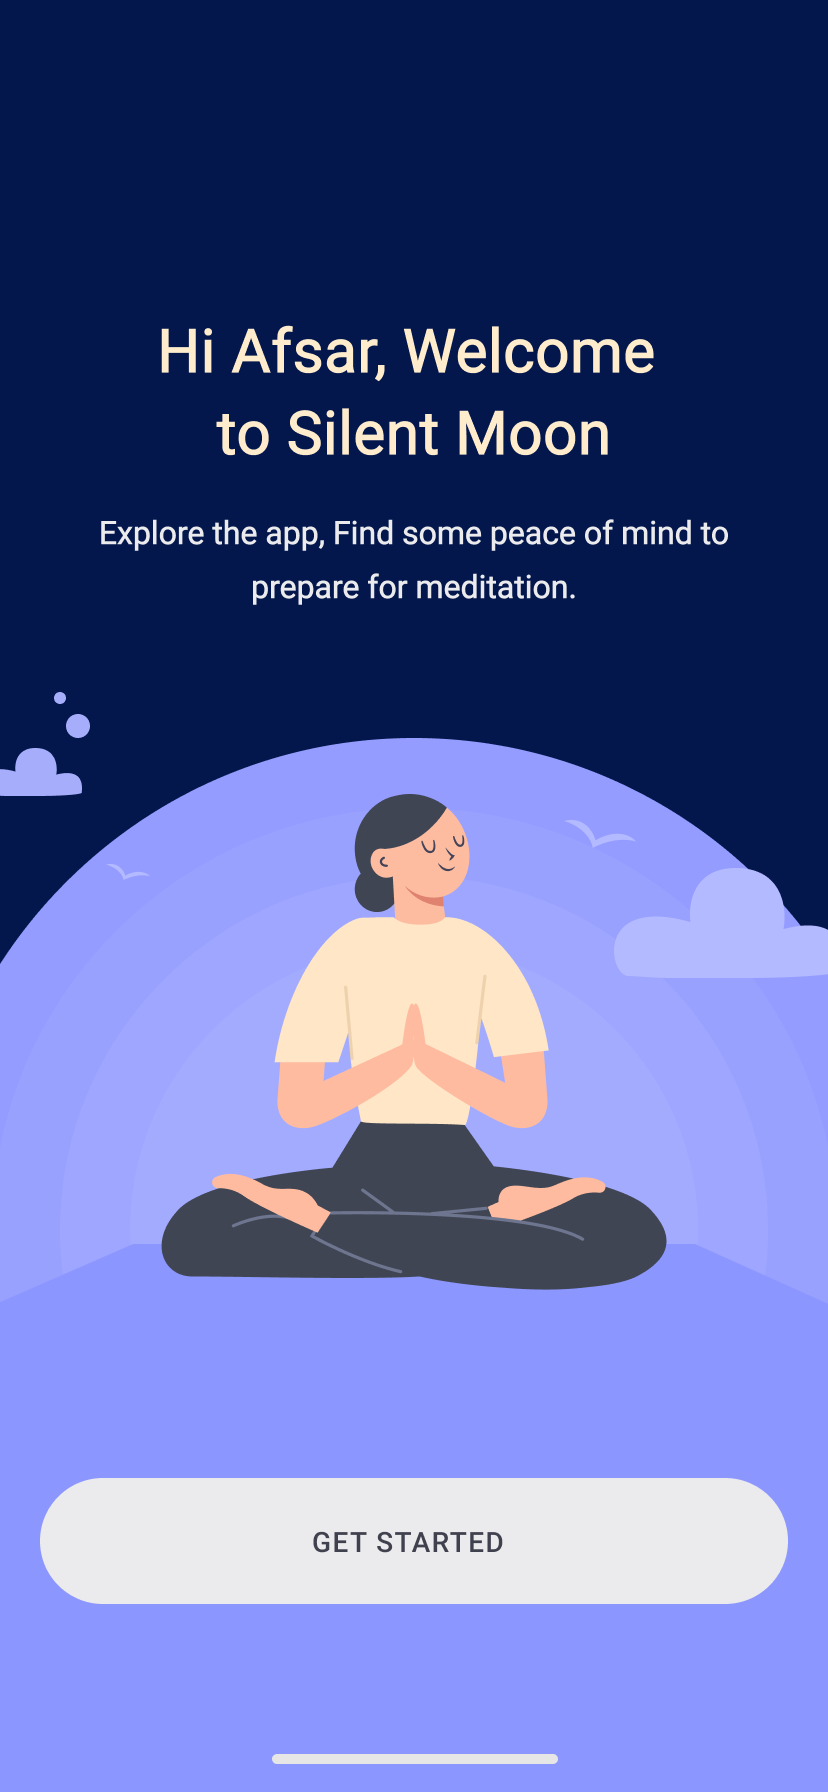 Hi Afsar, Welcome
to Silent Moon
Explore the app, Find some peace of mind to
prepare for meditation.
GET STARTED